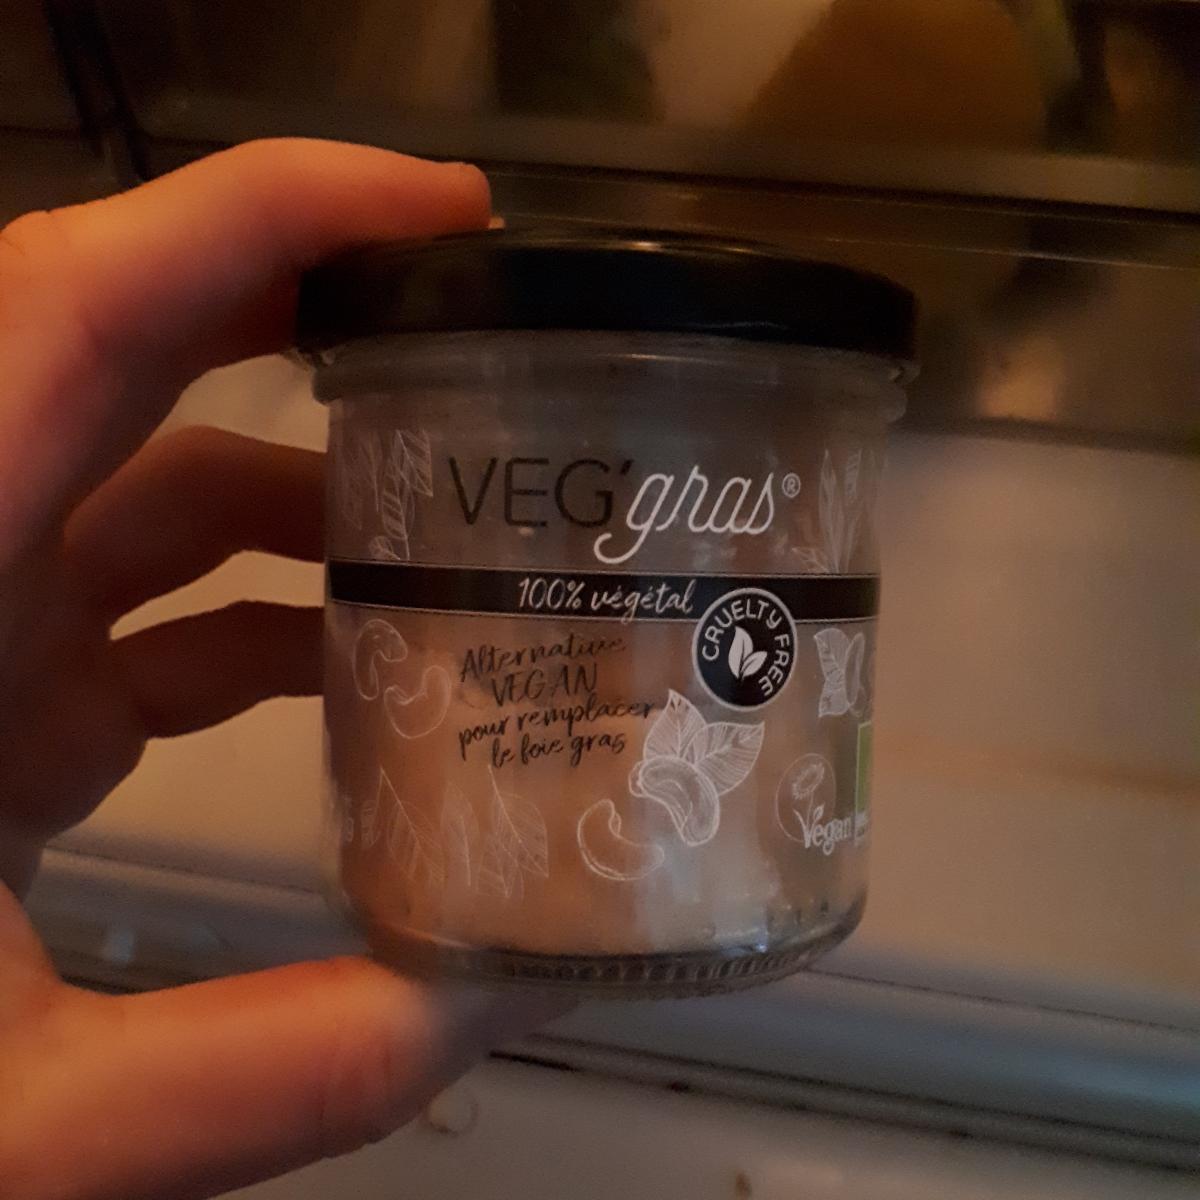 VEG'gras®
100% végétal
CRUELTY FREE
Alternative
VEGAN
pour remplacer
le foie gras
Vegan